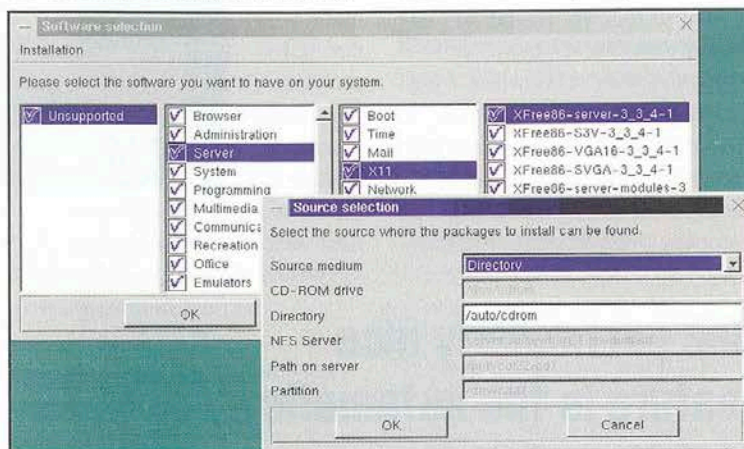 Software selection
Installation
Please select the software you want to have on your system.
Unsupported
Browser
Administration
Server
System
Programming
Multimedia
Communica
Recreation
Office
Emulators
Boot
Time
Mail
X11
Network
XFree86-server-3_3_4-1
XFree86-S3V-3_3_4-1
XFree86-VGA16-3_3_4-1
XFree86-SVGA-3_3_4-1
XFree86-server-modules-3
OK
Source selection
Select the source where the packages to install can be found.
Source medium
Directory
CD-ROM drive
Directory
/auto/cdrom
NFS Server
Path on server
Partition
OK
Cancel